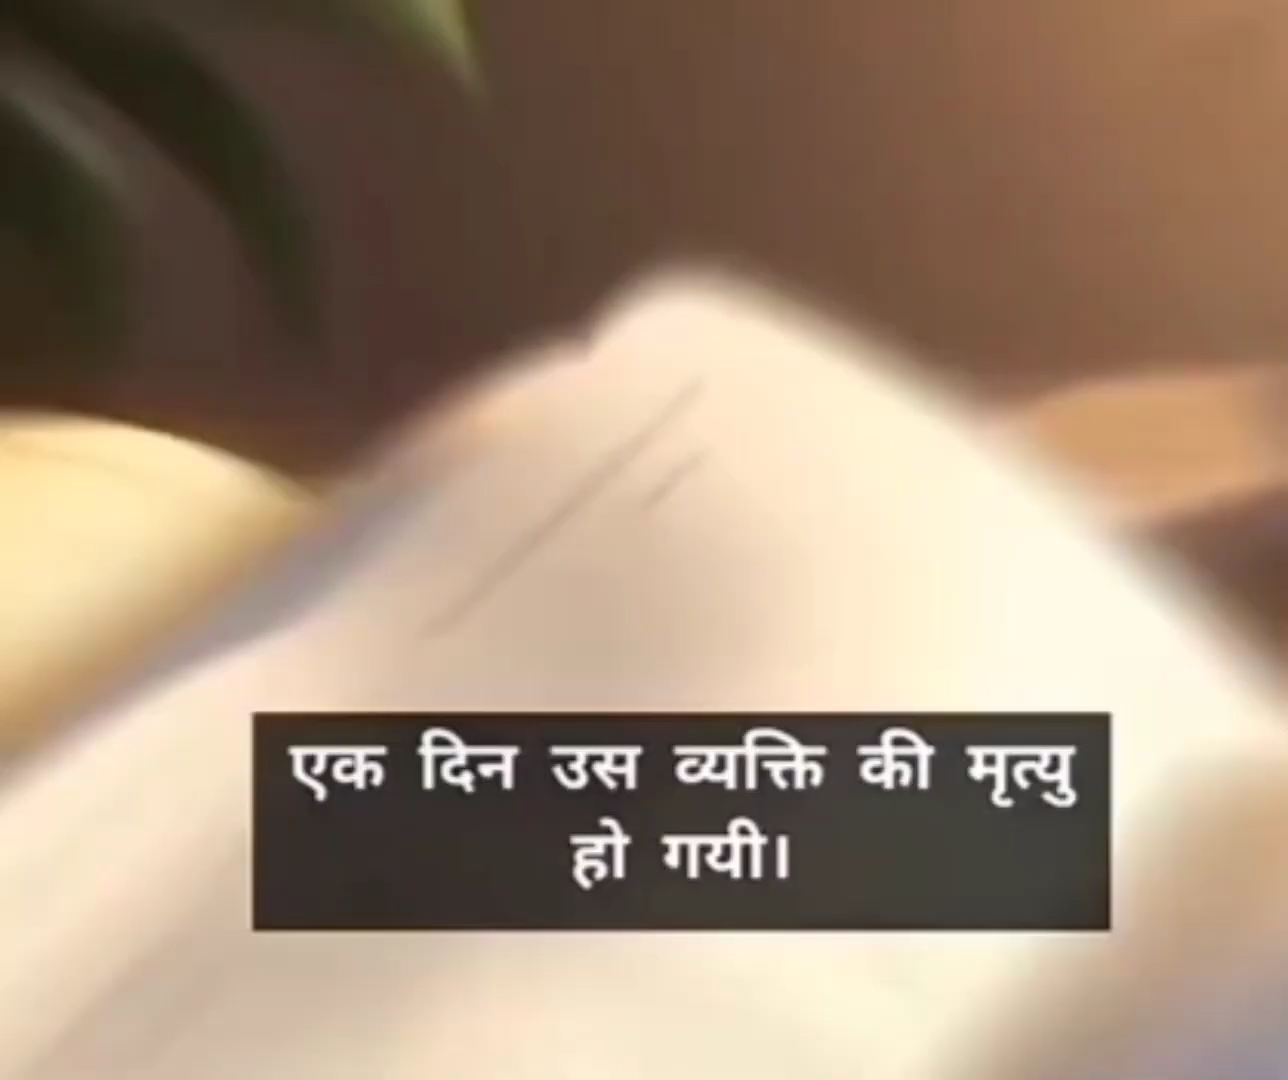 एक दिन उस व्यक्ति की मृत्यु
हो गयी।